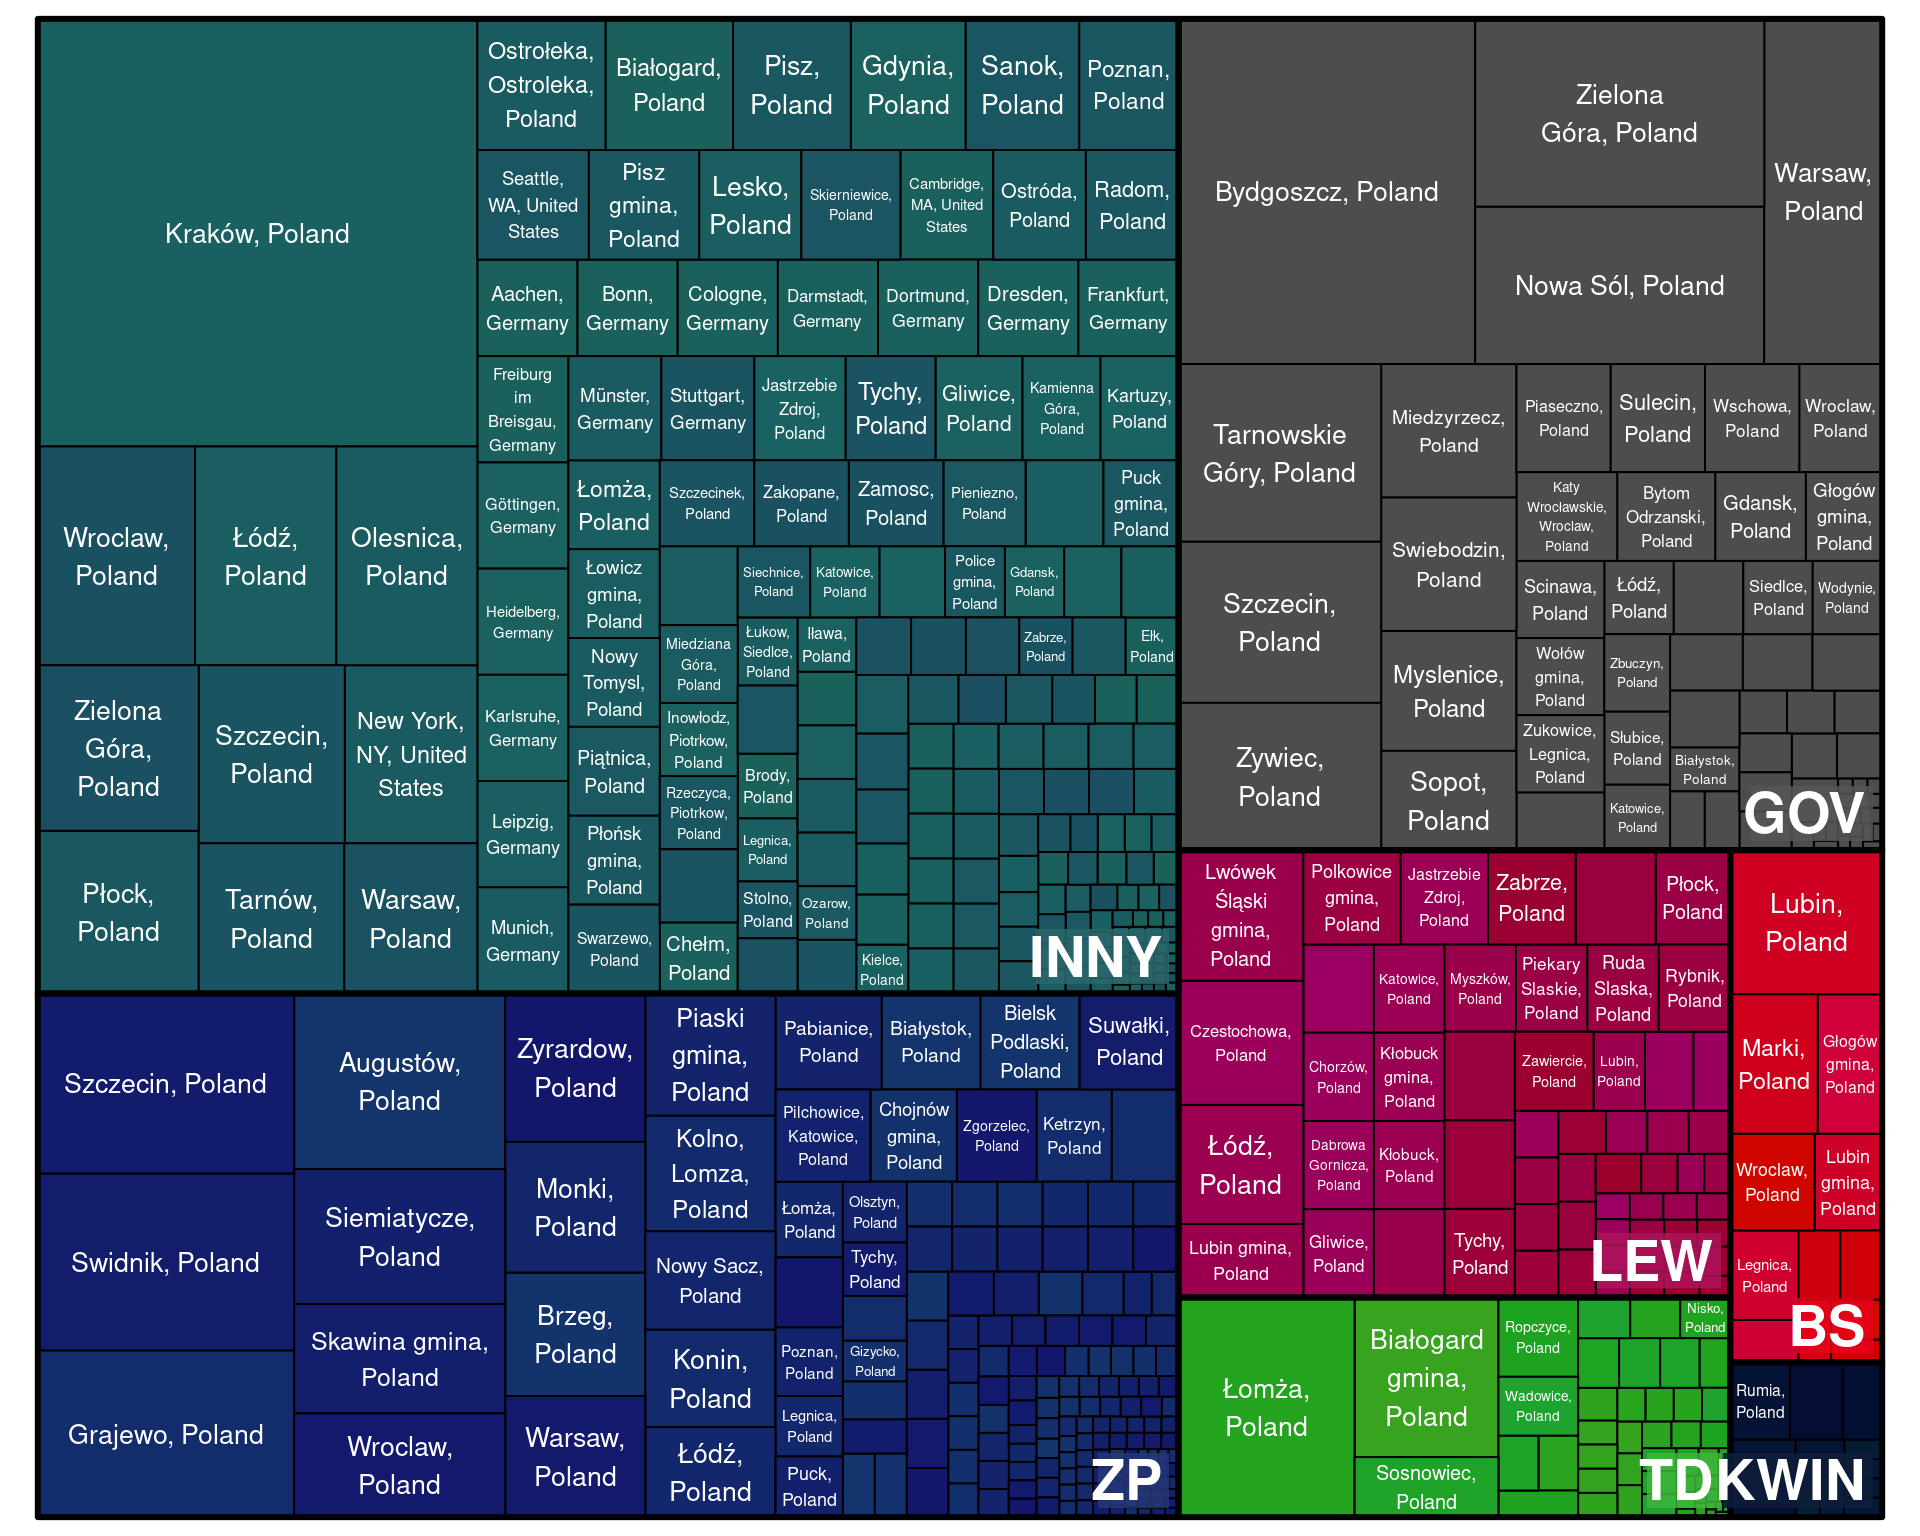 Kraków, Poland
Wroclaw,
Poland
Łódź,
Poland
Olesnica,
Poland
Zielona
Góra,
Poland
Szczecin,
Poland
New York,
NY, United
States
Płock,
Poland
Tarnów,
Poland
Warsaw,
Poland
Ostrołeka,
Ostroleka,
Poland
Białogard,
Poland
Pisz,
Poland
Gdynia,
Poland
Sanok,
Poland
Poznan,
Poland
Seattle,
WA, United
States
Pisz
gmina,
Poland
Lesko,
Poland
Skierniewice,
Poland
Cambridge,
MA, United
States
Ostróda,
Poland
Radom,
Poland
Aachen,
Germany
Bonn,
Germany
Cologne,
Germany
Darmstadt,
Germany
Dortmund,
Germany
Dresden,
Germany
Frankfurt,
Germany
Freiburg
im
Breisgau,
Germany
Münster,
Germany
Stuttgart,
Germany
Jastrzebie
Zdroj,
Poland
Tychy,
Poland
Gliwice,
Poland
Kamienna
Góra,
Poland
Kartuzy,
Poland
Göttingen,
Germany
Heidelberg,
Germany
Karlsruhe,
Germany
Leipzig,
Germany
Munich,
Germany
Łomża,
Poland
Szczecinek,
Poland
Zakopane,
Poland
Zamosc,
Poland
Pieniezno,
Poland
Puck
gmina,
Poland
Łowicz
gmina,
Poland
Nowy
Tomysl,
Poland
Piątnica,
Poland
Płońsk
gmina,
Poland
Swarzewo,
Poland
Miedziana
Góra,
Poland
Inowłodz,
Piotrkow,
Poland
Rzeczyca,
Piotrkow,
Poland
Chełm,
Poland
Siechnice,
Poland
Katowice,
Poland
Police
gmina,
Poland
Gdansk,
Poland
Łukow,
Siedlce,
Poland
Iława,
Poland
Zabrze,
Poland
Ełk,
Poland
Brody,
Poland
Legnica,
Poland
Stolno,
Poland
Ozarow,
Poland
Kielce,
Poland
INNY
Bydgoszcz, Poland
Zielona
Góra, Poland
Nowa Sól, Poland
Warsaw,
Poland
Tarnowskie
Góry, Poland
Szczecin,
Poland
Zywiec,
Poland
Miedzyrzecz,
Poland
Swiebodzin,
Poland
Myslenice,
Poland
Sopot,
Poland
Piaseczno,
Poland
Sulecin,
Poland
Wschowa,
Poland
Wroclaw,
Poland
Katy
Wrocławskie,
Wroclaw,
Poland
Bytom
Odrzanski,
Poland
Gdansk,
Poland
Głogów
gmina,
Poland
Scinawa,
Poland
Łódź,
Poland
Siedlce,
Poland
Wodynie,
Poland
Wołów
gmina,
Poland
Zbuczyn,
Poland
Zukowice,
Legnica,
Poland
Słubice,
Poland
Białystok,
Poland
Katowice,
Poland
GOV
Szczecin, Poland
Swidnik, Poland
Grajewo, Poland
Augustów,
Poland
Siemiatycze,
Poland
Skawina gmina,
Poland
Wroclaw,
Poland
Zyrardow,
Poland
Monki,
Poland
Brzeg,
Poland
Warsaw,
Poland
Piaski
gmina,
Poland
Kolno,
Lomza,
Poland
Nowy Sacz,
Poland
Konin,
Poland
Łódź,
Poland
Pabianice,
Poland
Białystok,
Poland
Bielsk
Podlaski,
Poland
Suwałki,
Poland
Pilchowice,
Katowice,
Poland
Chojnów
gmina,
Poland
Zgorzelec,
Poland
Ketrzyn,
Poland
Łomża,
Poland
Olsztyn,
Poland
Tychy,
Poland
Poznan,
Poland
Gizycko,
Poland
Legnica,
Poland
Puck,
Poland
ZP
Lwówek
Śląski
gmina,
Poland
Czestochowa,
Poland
Łódź,
Poland
Lubin gmina,
Poland
Polkowice
gmina,
Poland
Jastrzebie
Zdroj,
Poland
Zabrze,
Poland
Płock,
Poland
Katowice,
Poland
Myszków,
Poland
Piekary
Slaskie,
Poland
Ruda
Slaska,
Poland
Rybnik,
Poland
Chorzów,
Poland
Kłobuck
gmina,
Poland
Zawiercie,
Poland
Lubin,
Poland
Dabrowa
Gornicza,
Poland
Kłobuck,
Poland
Gliwice,
Poland
Tychy,
Poland
LEW
Lubin,
Poland
Marki,
Poland
Głogów
gmina,
Poland
Wroclaw,
Poland
Lubin
gmina,
Poland
Legnica,
Poland
BS
Łomża,
Poland
Białogard
gmina,
Poland
Sosnowiec,
Poland
Ropczyce,
Poland
Wadowice,
Poland
Nisko,
Poland
Rumia,
Poland
TDKWIN